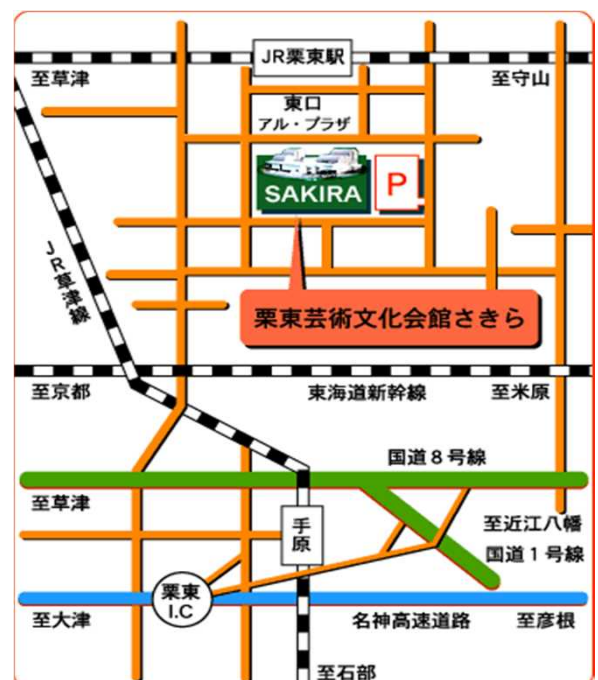 JR栗東駅
至草津
至守山
東口
アル・プラザ
SAKIRA
P
JR草津線
栗東芸術文化会館さきら
至京都
東海道新幹線
至米原
国道8号線
至草津
手原
至近江八幡
国道1号線
栗東
I.C
至大津
名神高速道路
至彦根
至石部